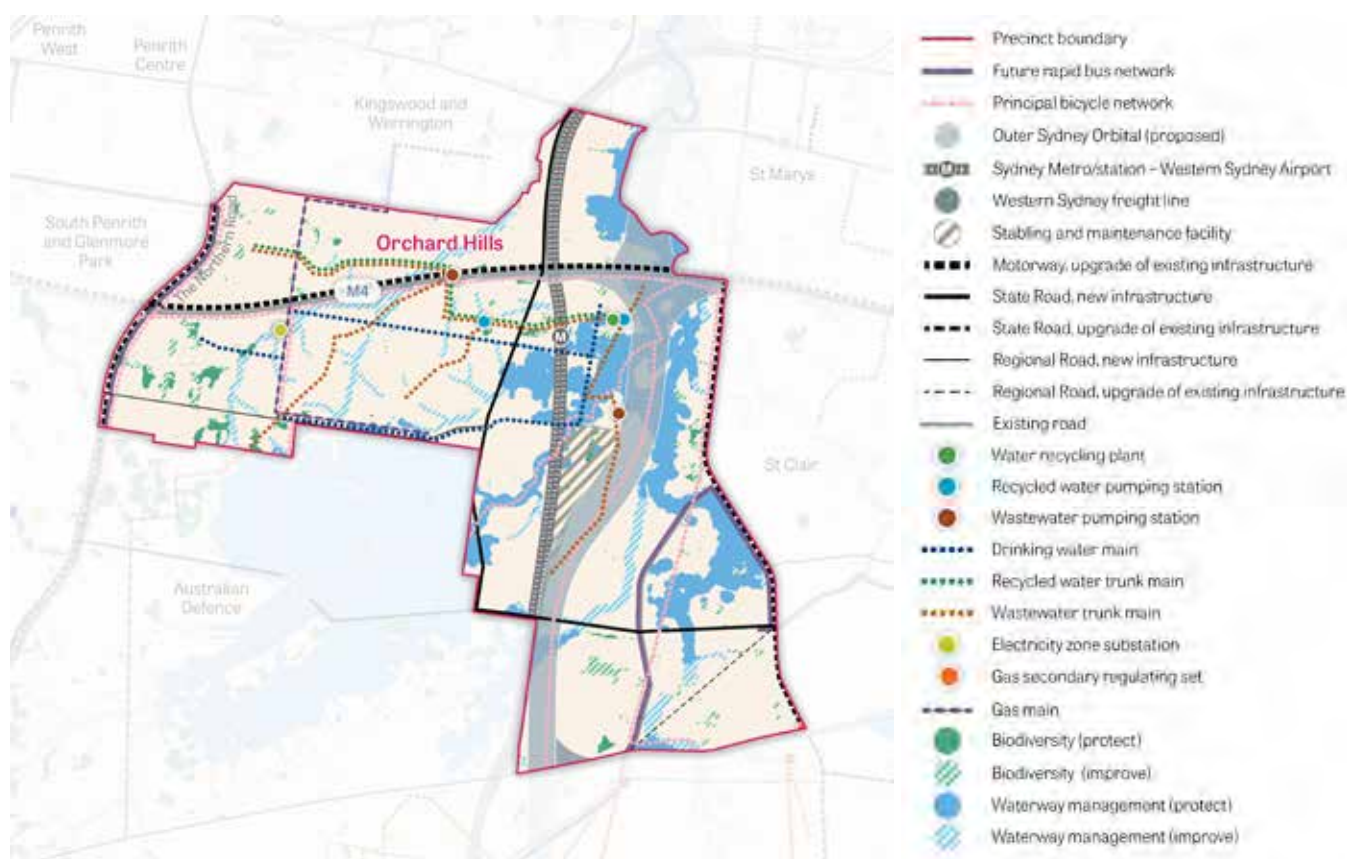 Penrith
West
Penrith
Centre
Kingswood and
Werrington
St Marys
South Penrith
and Glenmore
Park
The Northern Road
Orchard Hills
M4
M
St Clair
Australian
Defence
Precinct boundary
Future rapid bus network
Principal bicycle network
Outer Sydney Orbital (proposed)
M
Sydney Metro/station – Western Sydney Airport
Western Sydney freight line
Stabling and maintenance facility
Motorway, upgrade of existing infrastructure
State Road, new infrastructure
State Road, upgrade of existing infrastructure
Regional Road, new infrastructure
Regional Road, upgrade of existing infrastructure
Existing road
Water recycling plant
Recycled water pumping station
Wastewater pumping station
Drinking water main
Recycled water trunk main
Wastewater trunk main
Electricity zone substation
Gas secondary regulating set
Gas main
Biodiversity (protect)
Biodiversity (improve)
Waterway management (protect)
Waterway management (improve)